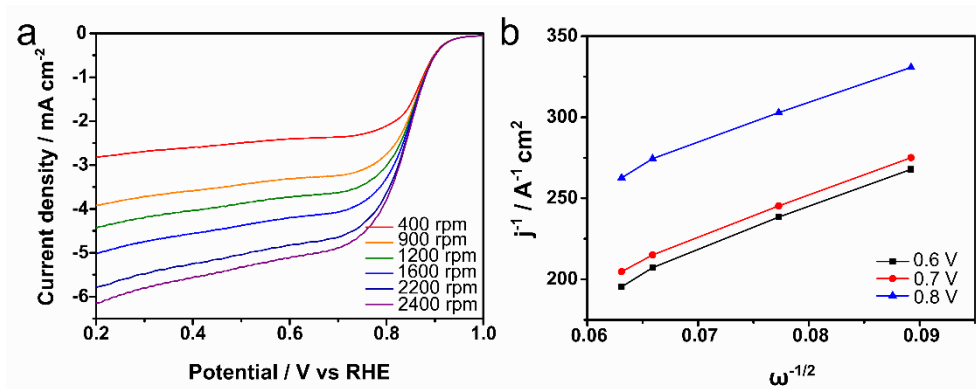 a
Current density / mA cm⁻²
0
-1
-2
-3
-4
-5
-6
0.2
0.4
0.6
0.8
1.0
400 rpm
900 rpm
1200 rpm
1600 rpm
2200 rpm
2400 rpm
Potential / V vs RHE
b
j⁻¹ / A⁻¹ cm²
350
300
250
200
0.06
0.07
0.08
0.09
0.6 V
0.7 V
0.8 V
ω⁻¹/²